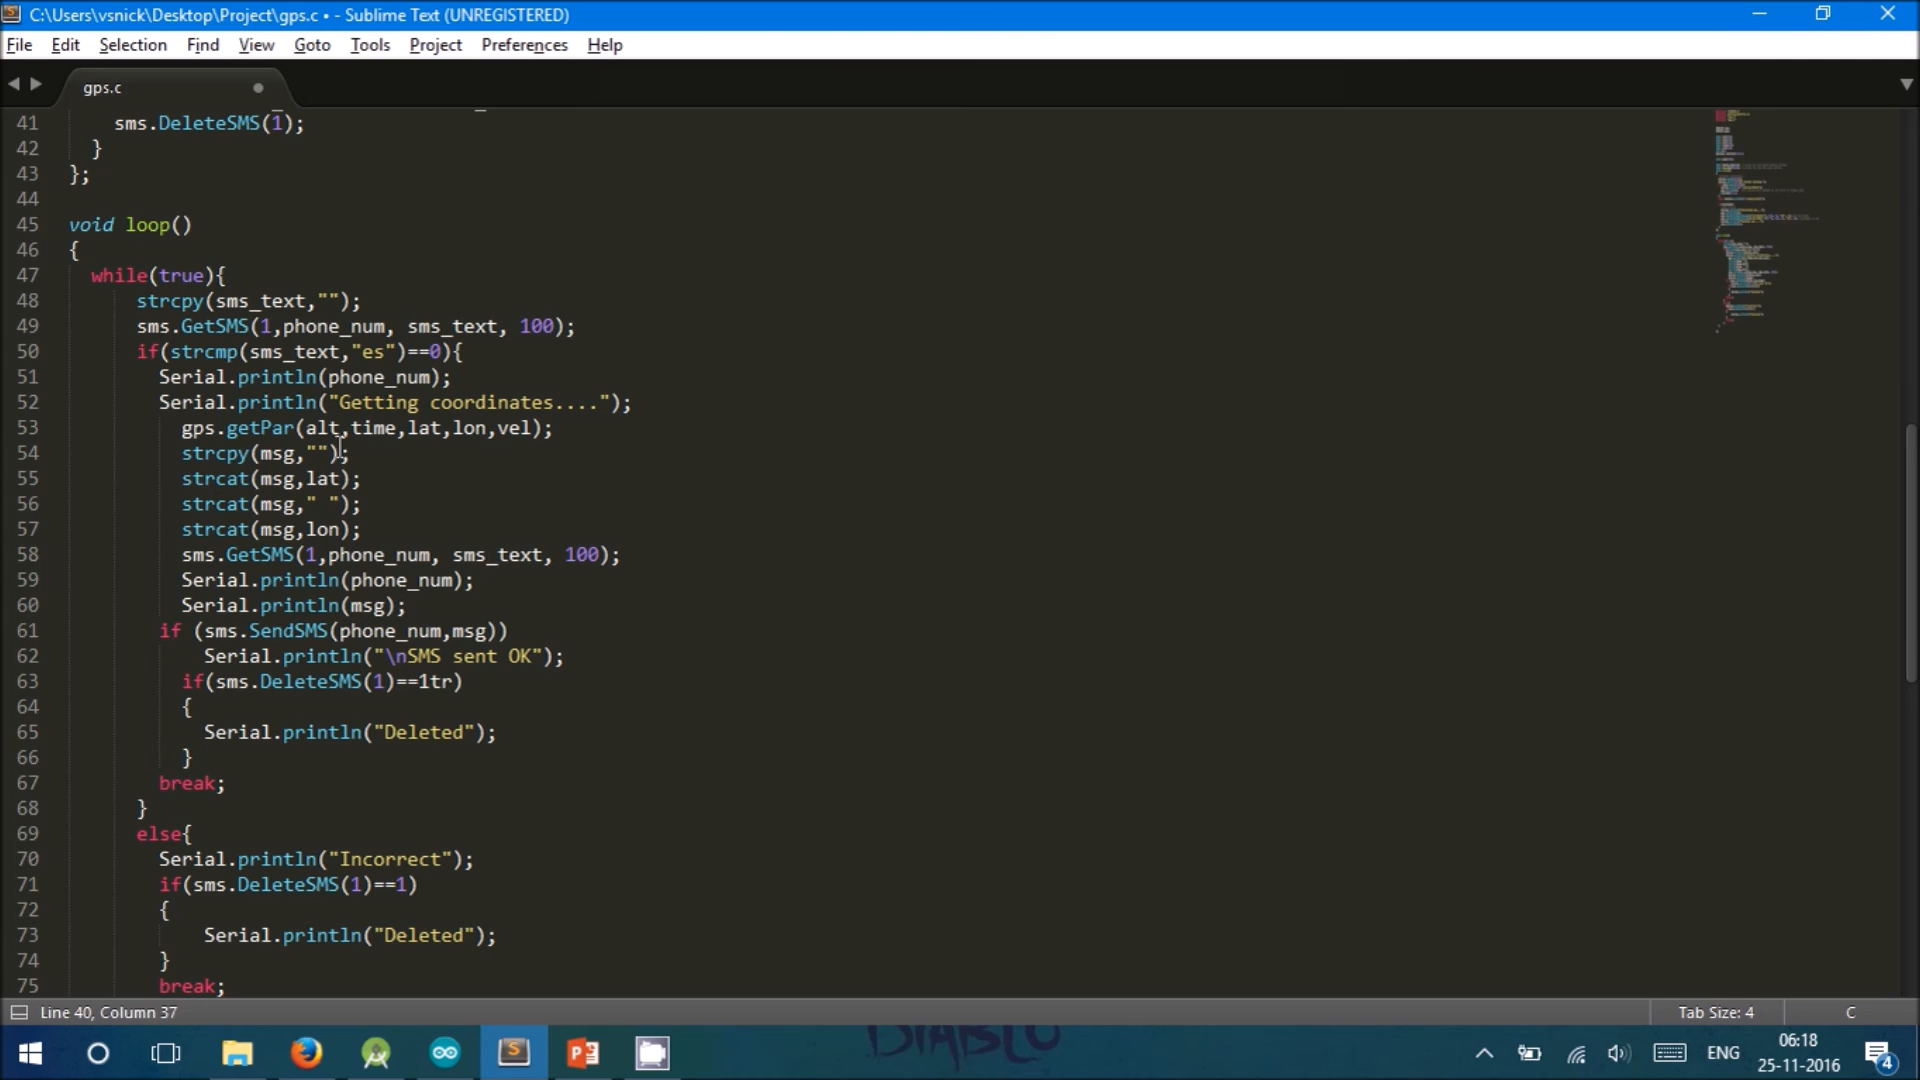 C:\Users\vsnick\Desktop\Project\gps.c • - Sublime Text (UNREGISTERED)
File Edit Selection Find View Goto Tools Project Preferences Help
gps.c
41 sms.DeleteSMS(1);
42 }
43 };
44
45 void loop()
46 {
47 while(true){
48 strcpy(sms_text,"");
49 sms.GetSMS(1,phone_num, sms_text, 100);
50 if(strcmp(sms_text,"es")==0){
51 Serial.println(phone_num);
52 Serial.println("Getting coordinates....");
53 gps.getPar(alt,time,lat,lon,vel);
54 strcpy(msg,"");
55 strcat(msg,lat);
56 strcat(msg," ");
57 strcat(msg,lon);
58 sms.GetSMS(1,phone_num, sms_text, 100);
59 Serial.println(phone_num);
60 Serial.println(msg);
61 if (sms.SendSMS(phone_num,msg))
62 Serial.println("\nSMS sent OK");
63 if(sms.DeleteSMS(1)==1tr)
64 {
65 Serial.println("Deleted");
66 }
67 break;
68 }
69 else{
70 Serial.println("Incorrect");
71 if(sms.DeleteSMS(1)==1)
72 {
73 Serial.println("Deleted");
74 }
75 break;
Line 40, Column 37 Tab Size: 4 C
DIABLO
ENG
06:18
25-11-2016
4